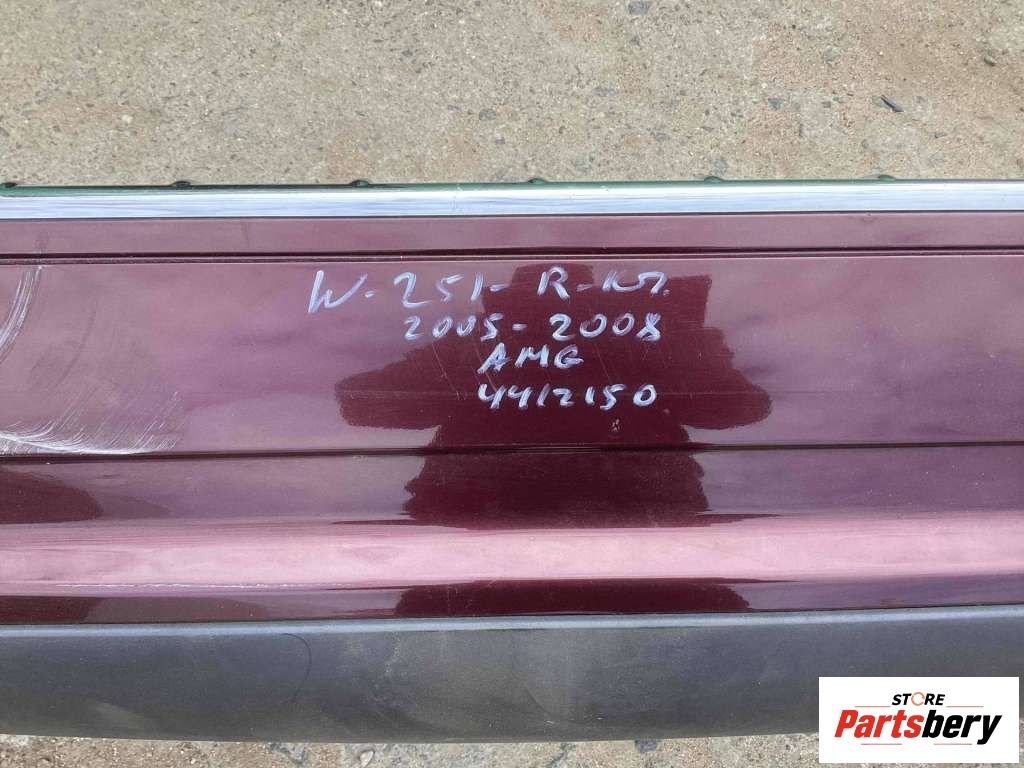 W-251-R-кл.
2005-2008
AMG
4412150
STORE
Partsbery